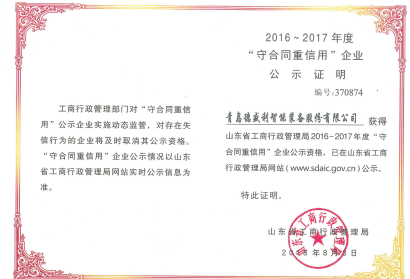 工商行政管理部门对“守合同重信
用”公示企业实施动态监管，对存在失
信行为的企业将及时取消其公示资格。
“守合同重信用”企业公示情况以山东
省工商行政管理局网站实时公示信息为
准。
2016～2017年度
“守合同重信用”企业
公示证明
编号:370874
青岛德盛利智能装备股份有限公司 获得
山东省工商行政管理局2016~2017年度“守
合同重信用”企业公示资格，已在山东省工商
行政管理局网站(www.sdaic.gov.cn)公示。
特此证明。
山东省工商行政管理局